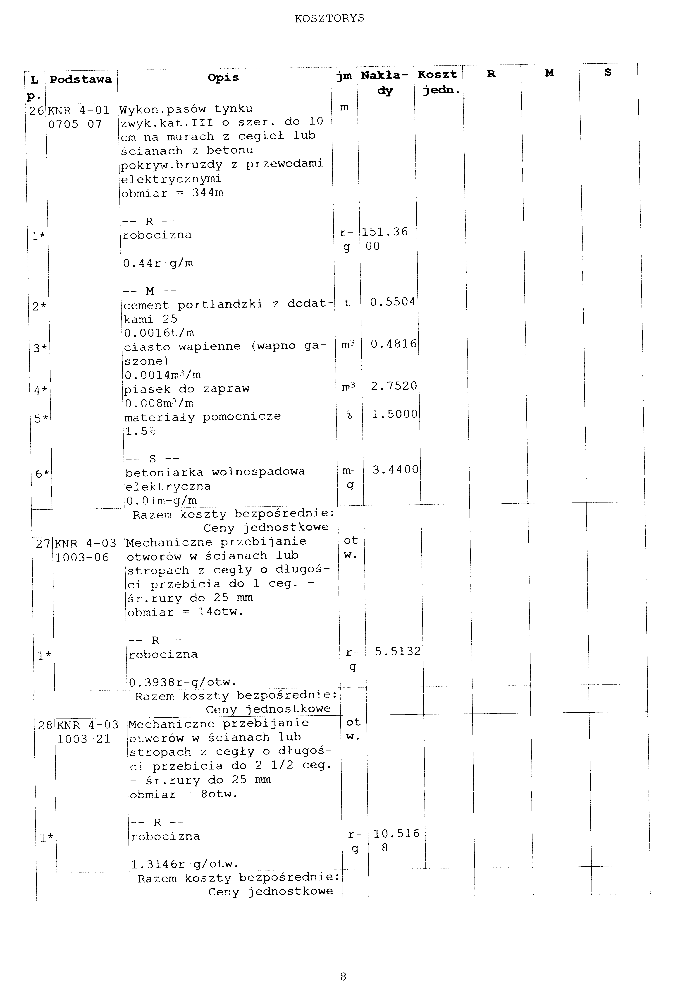 KOSZTORYS
L p. Podstawa Opis jm Nakła- dy Koszt jedn. R M S
26 KNR 4-01 Wykon.pasów tynku m
0705-07 zwyk.kat.III o szer. do 10
cm na murach z cegieł lub
ścianach z betonu
pokryw.bruzdy z przewodami
elektrycznymi
obmiar = 344m
-- R --
1* robocizna r- 151.36
g 00
0.44r-g/m
-- M --
2* cement portlandzki z dodat- t 0.5504
kami 25
0.0016t/m
3* ciasto wapienne (wapno ga- m3 0.4816
szone)
0.0014m3/m
4* piasek do zapraw m3 2.7520
0.008m3/m
5* materiały pomocnicze % 1.5000
1.5%
-- S --
6* betoniarka wolnospadowa m- 3.4400
elektryczna g
0.01m-g/m
Razem koszty bezpośrednie:
Ceny jednostkowe
27 KNR 4-03 Mechaniczne przebijanie ot
1003-06 otworów w ścianach lub w.
stropach z cegły o długoś-
ci przebicia do 1 ceg. -
śr.rury do 25 mm
obmiar = 14otw.
-- R --
1* robocizna r- 5.5132
g
0.3938r-g/otw.
Razem koszty bezpośrednie:
Ceny jednostkowe
28 KNR 4-03 Mechaniczne przebijanie ot
1003-21 otworów w ścianach lub w.
stropach z cegły o długoś-
ci przebicia do 2 1/2 ceg.
- śr.rury do 25 mm
obmiar = 8otw.
-- R --
1* robocizna r- 10.516
g 8
1.3146r-g/otw.
Razem koszty bezpośrednie:
Ceny jednostkowe
8